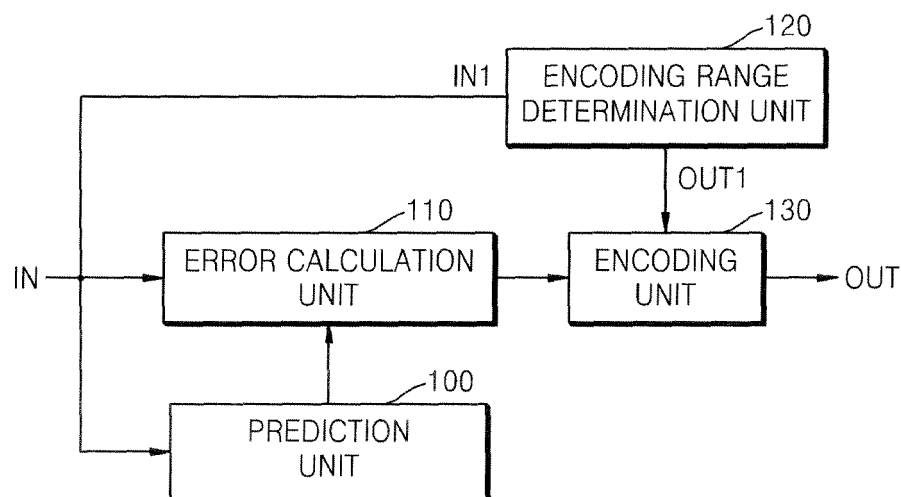 120
IN1
ENCODING RANGE
DETERMINATION UNIT
OUT1
110
130
IN
ERROR CALCULATION
UNIT
ENCODING
UNIT
OUT
100
PREDICTION
UNIT